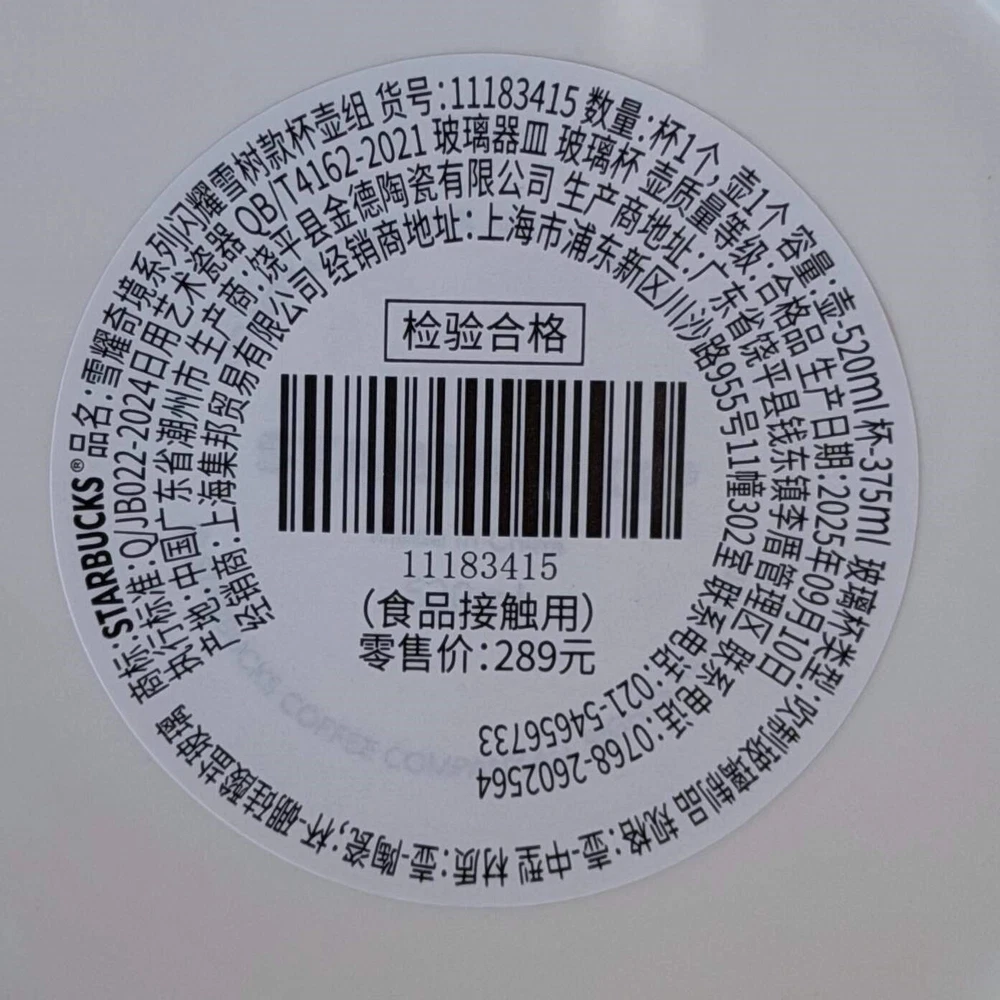 商标:STARBUCKS® 品名:雪耀奇境系列闪耀雪树款杯壶组 货号:11183415 数量:杯1个,壶1个 容量:壶-520ml 杯-375ml 玻璃杯类型:吹制玻璃制品 规格:壶-中型 材质:壶-陶瓷;杯-硼硅酸盐玻璃
执行标准:Q/JB022-2024日用艺术瓷器 QB/T4162-2021 玻璃器皿 玻璃杯 壶质量等级:合格品 生产日期:2025年09月10日
产地:中国广东省潮州市 生产商:饶平县金德陶瓷有限公司 生产商地址:广东省饶平县钱东镇李厝管理区 联系电话:0768-2602564
经销商:上海集邦贸易有限公司 经销商地址:上海市浦东新区川沙路955号11幢302室 联系电话:021-54656733
检验合格
11183415
(食品接触用)
零售价:289元